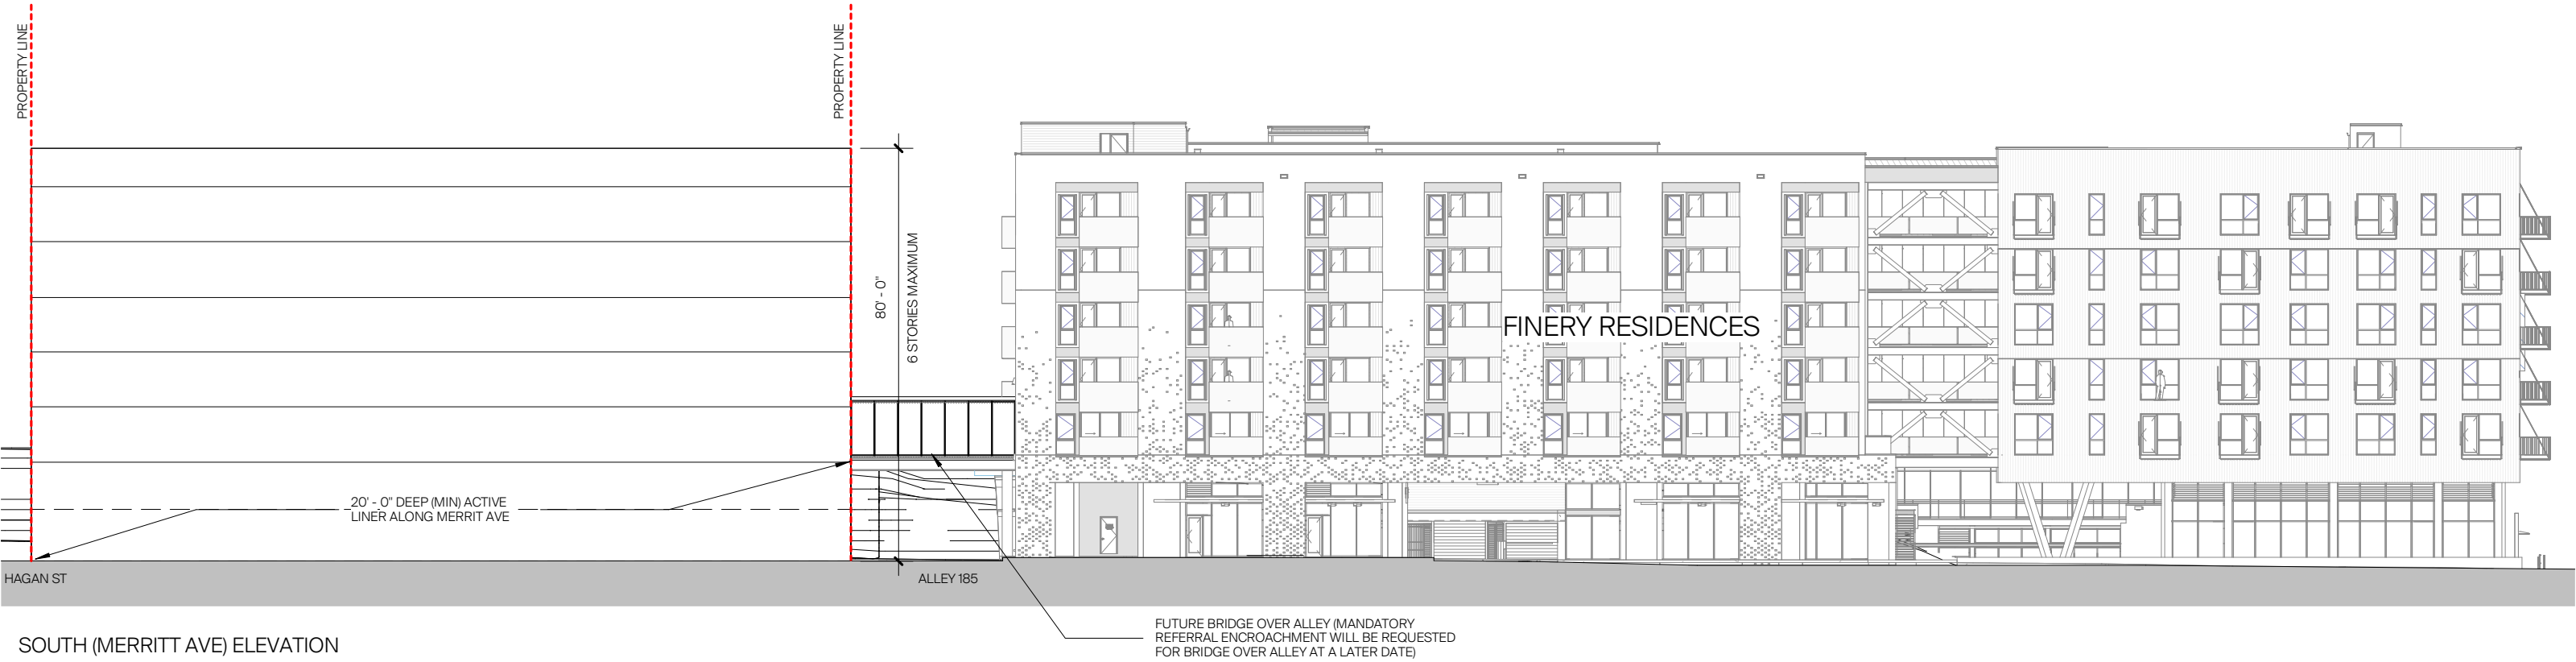 PROPERTY LINE
PROPERTY LINE
80' - 0"
6 STORIES MAXIMUM
FINERY RESIDENCES
20' - 0" DEEP (MIN) ACTIVE
LINER ALONG MERRIT AVE
HAGAN ST
ALLEY 185
FUTURE BRIDGE OVER ALLEY (MANDATORY
REFERRAL ENCROACHMENT WILL BE REQUESTED
FOR BRIDGE OVER ALLEY AT A LATER DATE)
SOUTH (MERRITT AVE) ELEVATION